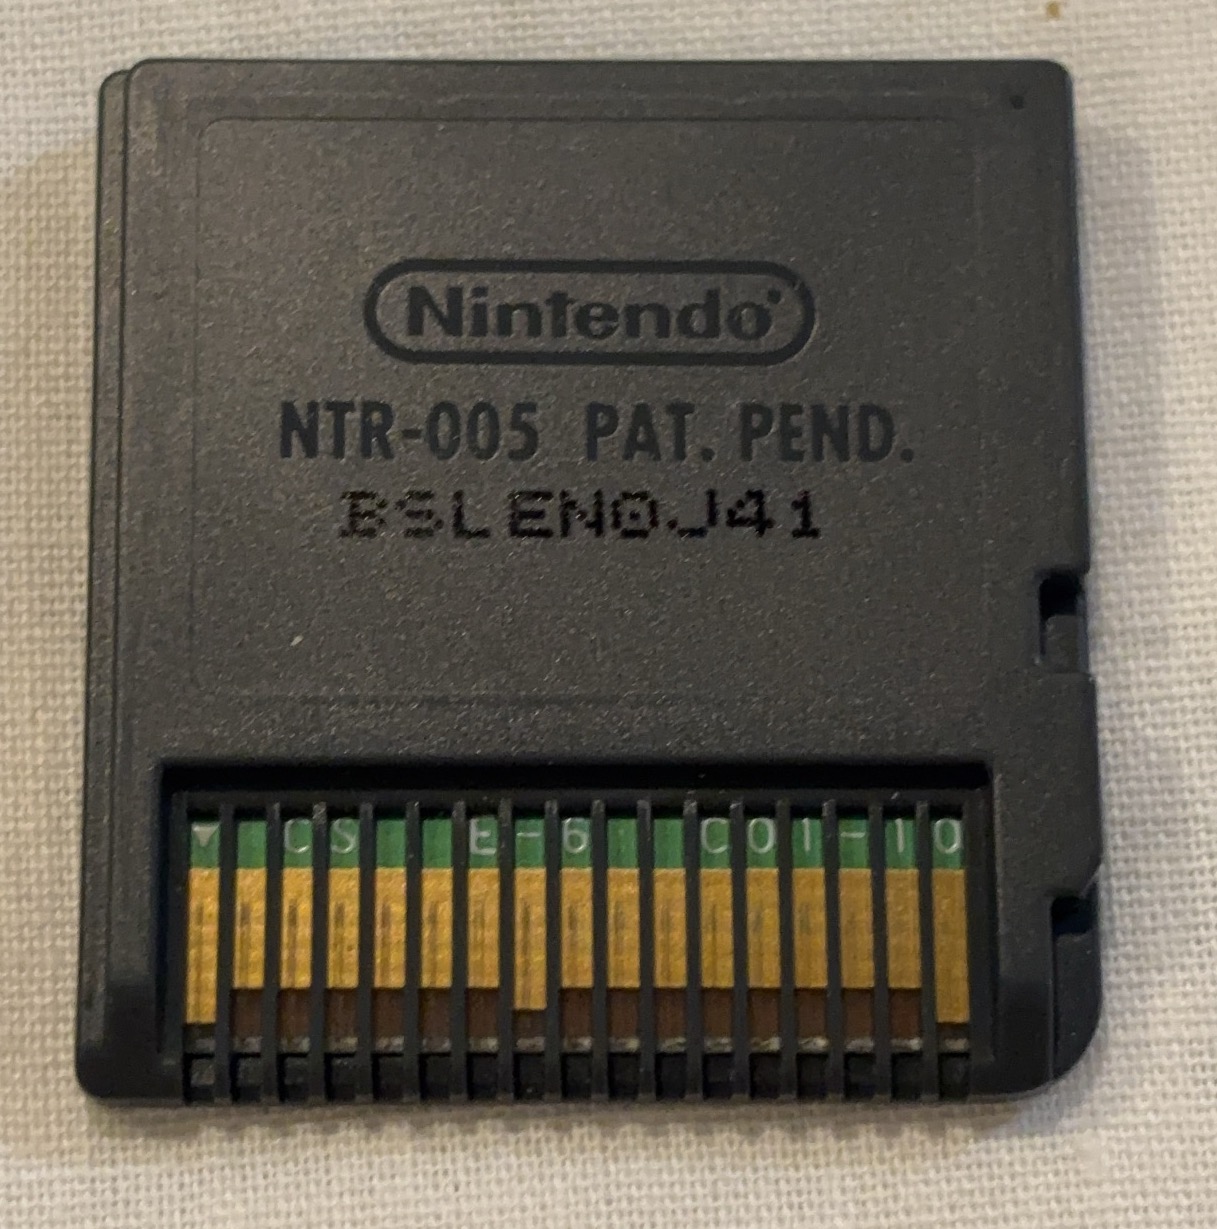 Nintendo
NTR-005 PAT. PEND.
BSLEN0J41
CS E-6 C01-10